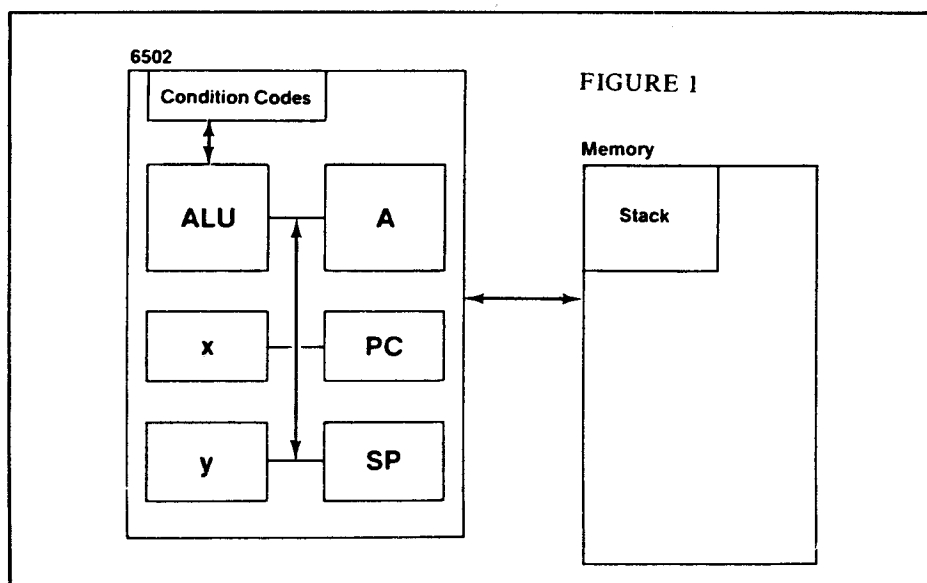 6502
FIGURE 1
Condition Codes
Memory
ALU
A
Stack
x
PC
y
SP